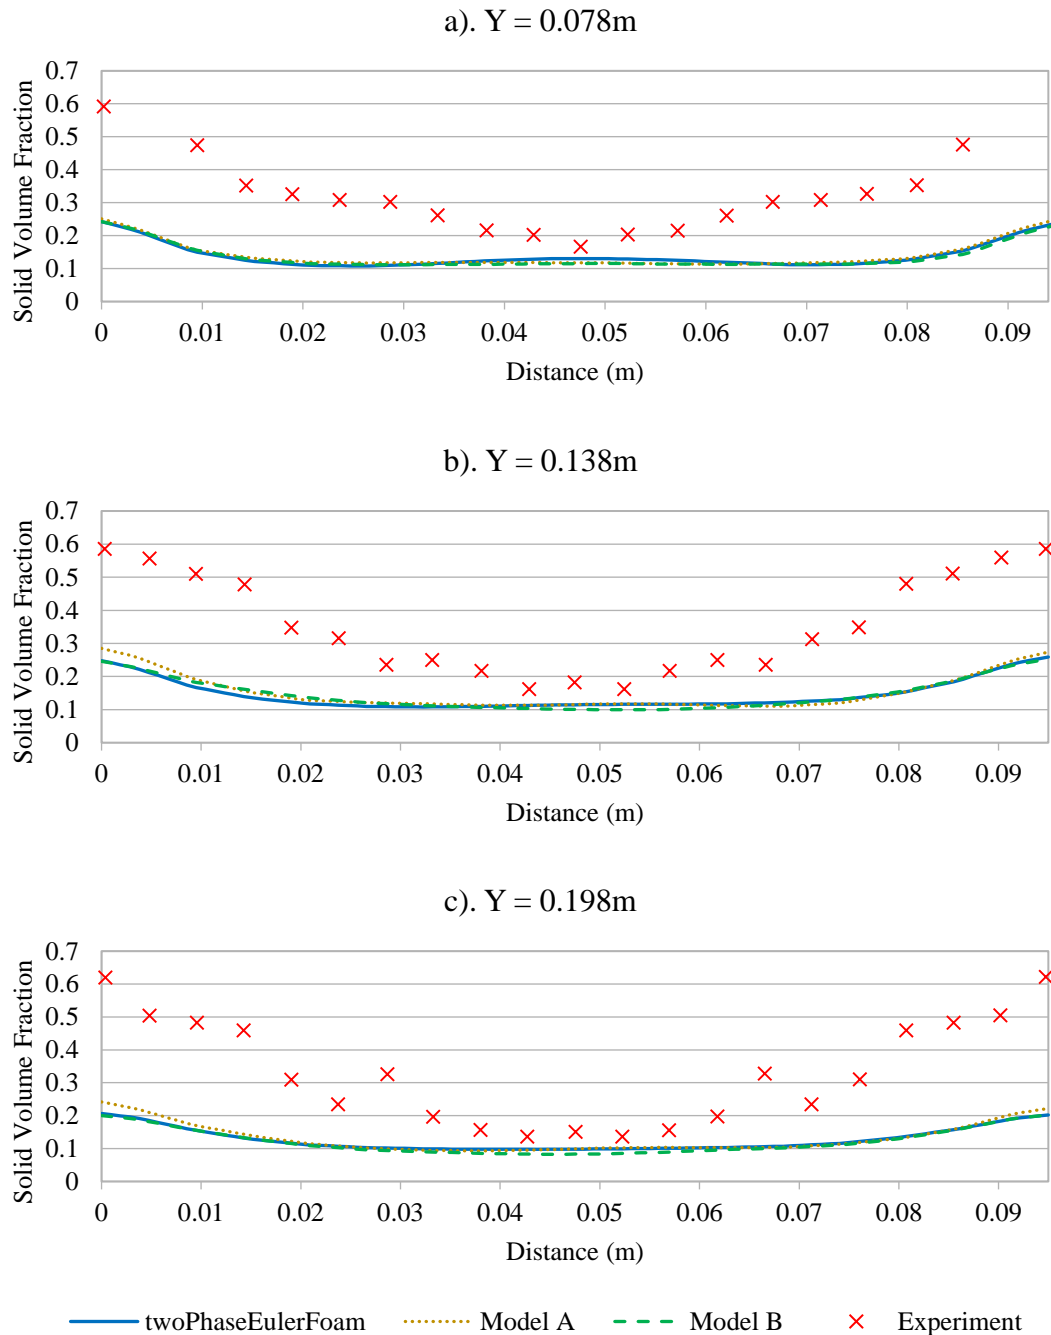 a). Y = 0.078m
0.7
0.6
0.5
0.4
0.3
0.2
0.1
0
Solid Volume Fraction
0 0.01 0.02 0.03 0.04 0.05 0.06 0.07 0.08 0.09
Distance (m)
b). Y = 0.138m
0.7
0.6
0.5
0.4
0.3
0.2
0.1
0
Solid Volume Fraction
0 0.01 0.02 0.03 0.04 0.05 0.06 0.07 0.08 0.09
Distance (m)
c). Y = 0.198m
0.7
0.6
0.5
0.4
0.3
0.2
0.1
0
Solid Volume Fraction
0 0.01 0.02 0.03 0.04 0.05 0.06 0.07 0.08 0.09
Distance (m)
twoPhaseEulerFoam Model A Model B Experiment